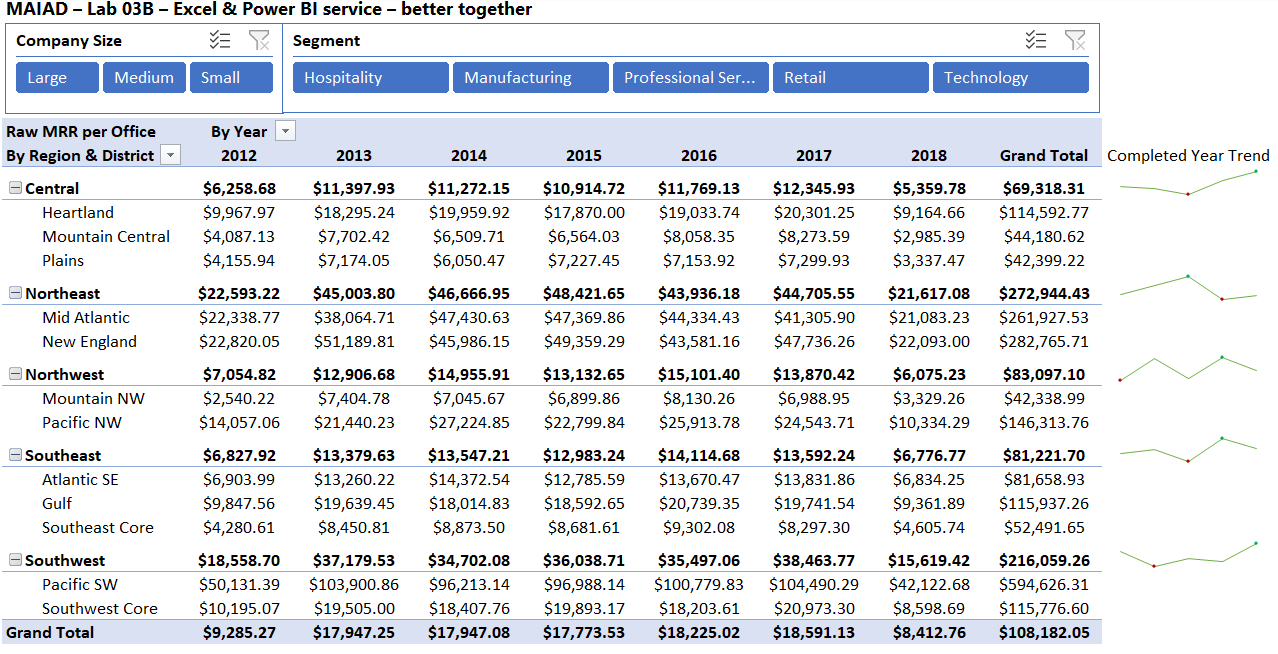 MAIAD – Lab 03B – Excel & Power BI service – better together
Company Size Segment
Large Medium Small Hospitality Manufacturing Professional Ser... Retail Technology
Raw MRR per Office By Year
By Region & District 2012 2013 2014 2015 2016 2017 2018 Grand Total Completed Year Trend
Central $6,258.68 $11,397.93 $11,272.15 $10,914.72 $11,769.13 $12,345.93 $5,359.78 $69,318.31
Heartland $9,967.97 $18,295.24 $19,959.92 $17,870.00 $19,033.74 $20,301.25 $9,164.66 $114,592.77
Mountain Central $4,087.13 $7,702.42 $6,509.71 $6,564.03 $8,058.35 $8,273.59 $2,985.39 $44,180.62
Plains $4,155.94 $7,174.05 $6,050.47 $7,227.45 $7,153.92 $7,299.93 $3,337.47 $42,399.22
Northeast $22,593.22 $45,003.80 $46,666.95 $48,421.65 $43,936.18 $44,705.55 $21,617.08 $272,944.43
Mid Atlantic $22,338.77 $38,064.71 $47,430.63 $47,369.86 $44,334.43 $41,305.90 $21,083.23 $261,927.53
New England $22,820.05 $51,189.81 $45,986.15 $49,359.29 $43,581.16 $47,736.26 $22,093.00 $282,765.71
Northwest $7,054.82 $12,906.68 $14,955.91 $13,132.65 $15,101.40 $13,870.42 $6,075.23 $83,097.10
Mountain NW $2,540.22 $7,404.78 $7,045.67 $6,899.86 $8,130.26 $6,988.95 $3,329.26 $42,338.99
Pacific NW $14,057.06 $21,440.23 $27,224.85 $22,799.84 $25,913.78 $24,543.71 $10,334.29 $146,313.76
Southeast $6,827.92 $13,379.63 $13,547.21 $12,983.24 $14,114.68 $13,592.24 $6,776.77 $81,221.70
Atlantic SE $6,903.99 $13,260.22 $14,372.54 $12,785.59 $13,670.47 $13,831.86 $6,834.25 $81,658.93
Gulf $9,847.56 $19,639.45 $18,014.83 $18,592.65 $20,739.35 $19,741.54 $9,361.89 $115,937.26
Southeast Core $4,280.61 $8,450.81 $8,873.50 $8,681.61 $9,302.08 $8,297.30 $4,605.74 $52,491.65
Southwest $18,558.70 $37,179.53 $34,702.08 $36,038.71 $35,497.06 $38,463.77 $15,619.42 $216,059.26
Pacific SW $50,131.39 $103,900.86 $96,213.14 $96,988.14 $100,779.83 $104,490.29 $42,122.68 $594,626.31
Southwest Core $10,195.07 $19,505.00 $18,407.76 $19,893.17 $18,203.61 $20,973.30 $8,598.69 $115,776.60
Grand Total $9,285.27 $17,947.25 $17,947.08 $17,773.53 $18,225.02 $18,591.13 $8,412.76 $108,182.05